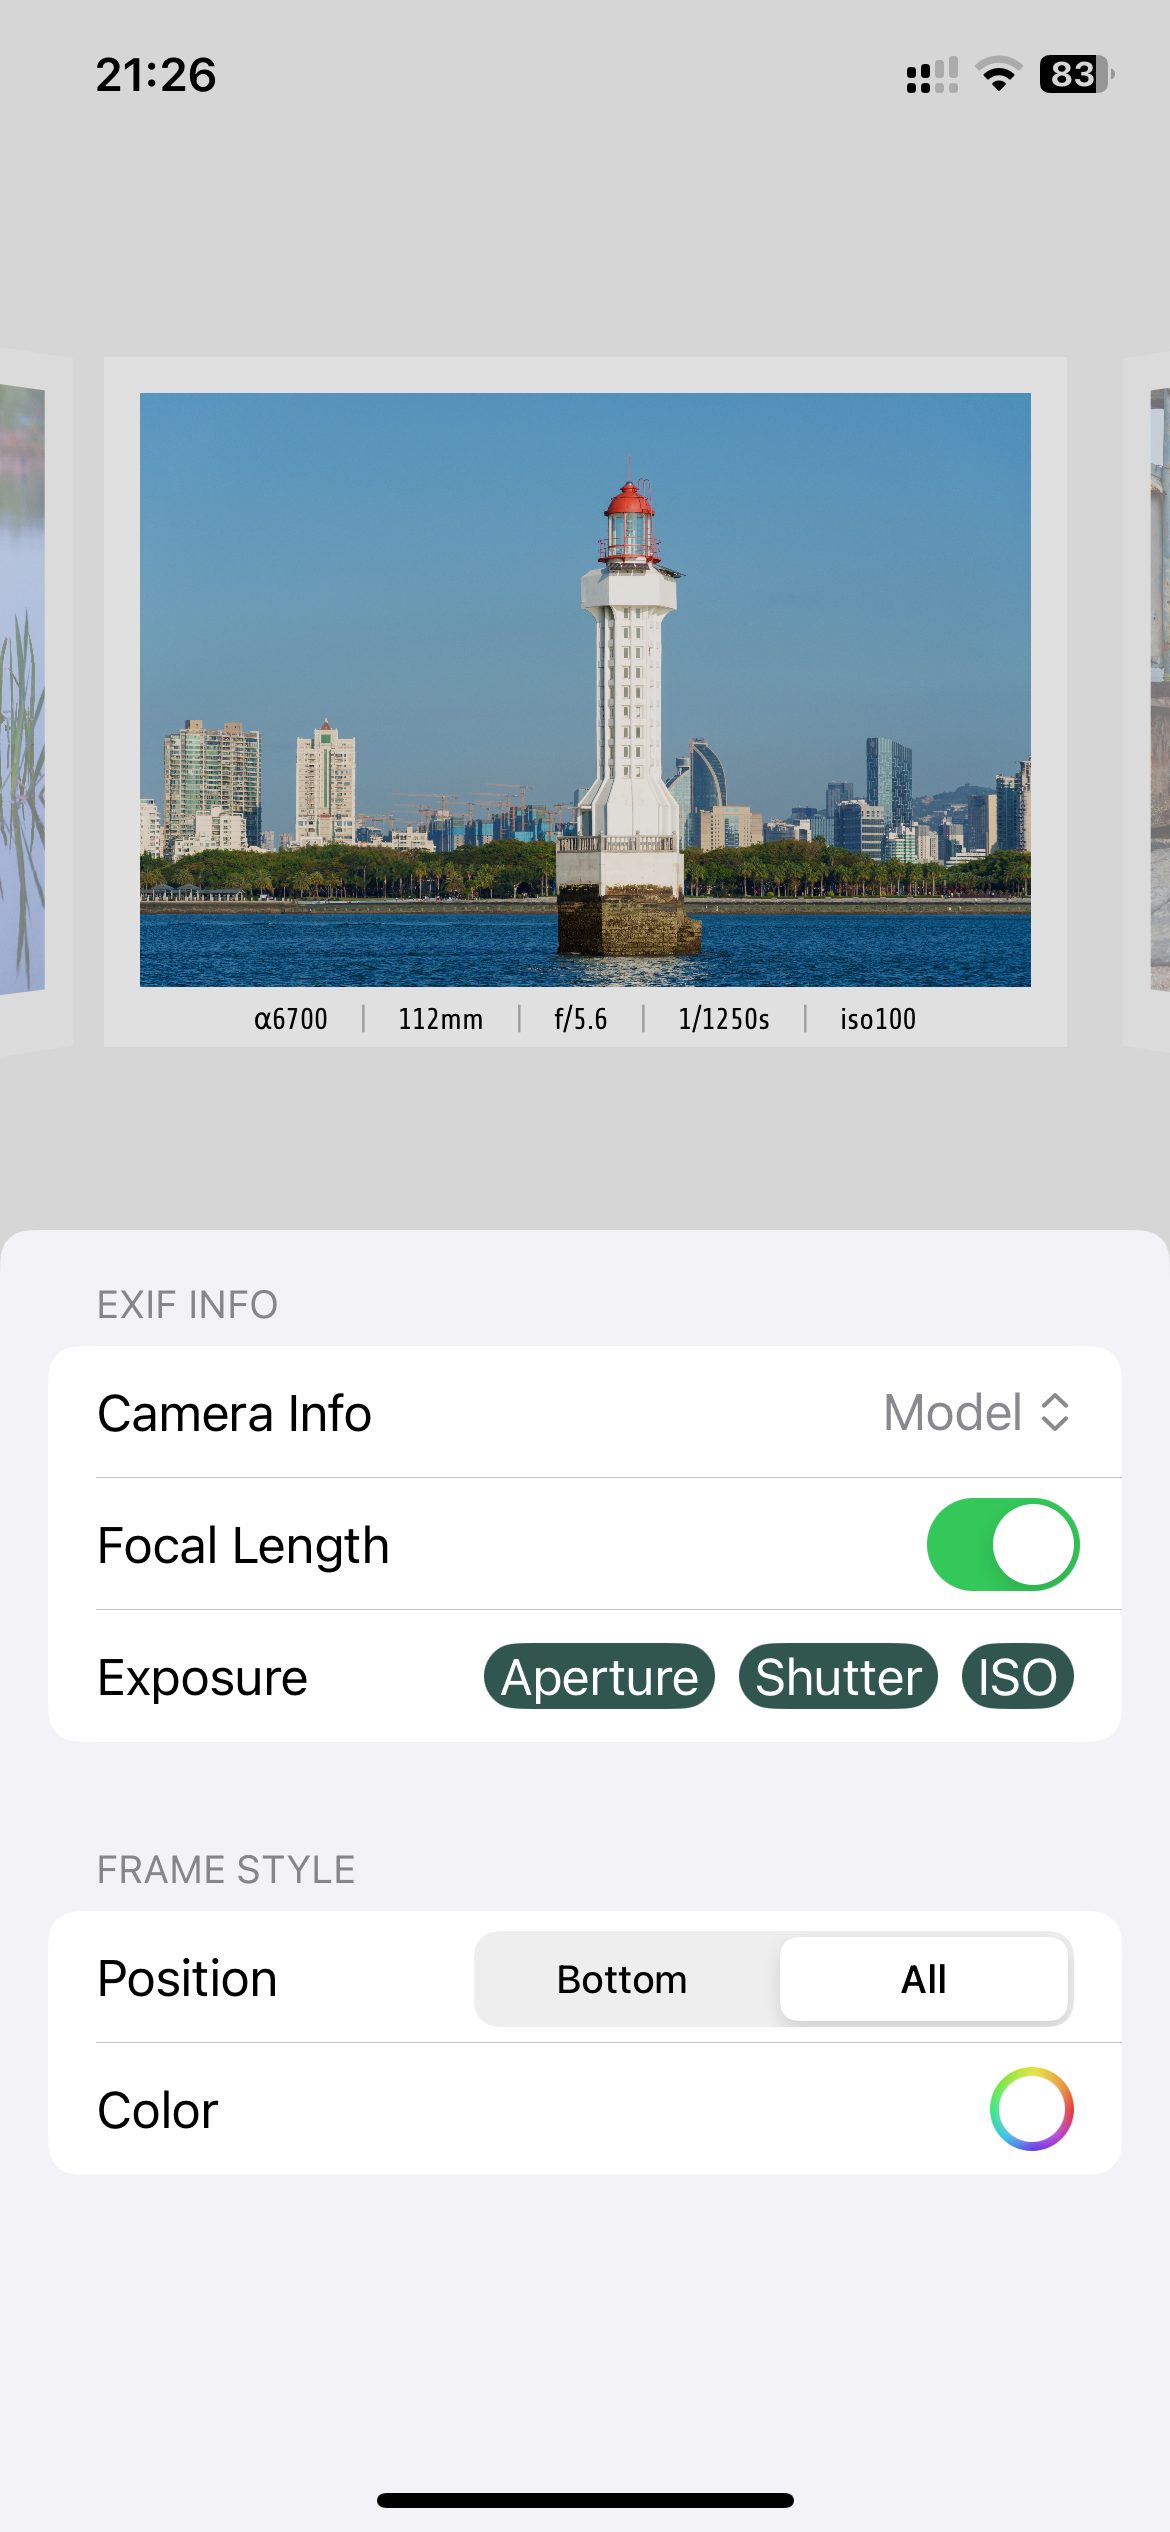 21:26
83
α6700 | 112mm | f/5.6 | 1/1250s | iso100
EXIF INFO
Camera Info Model
Focal Length
Exposure Aperture Shutter ISO
FRAME STYLE
Position Bottom All
Color